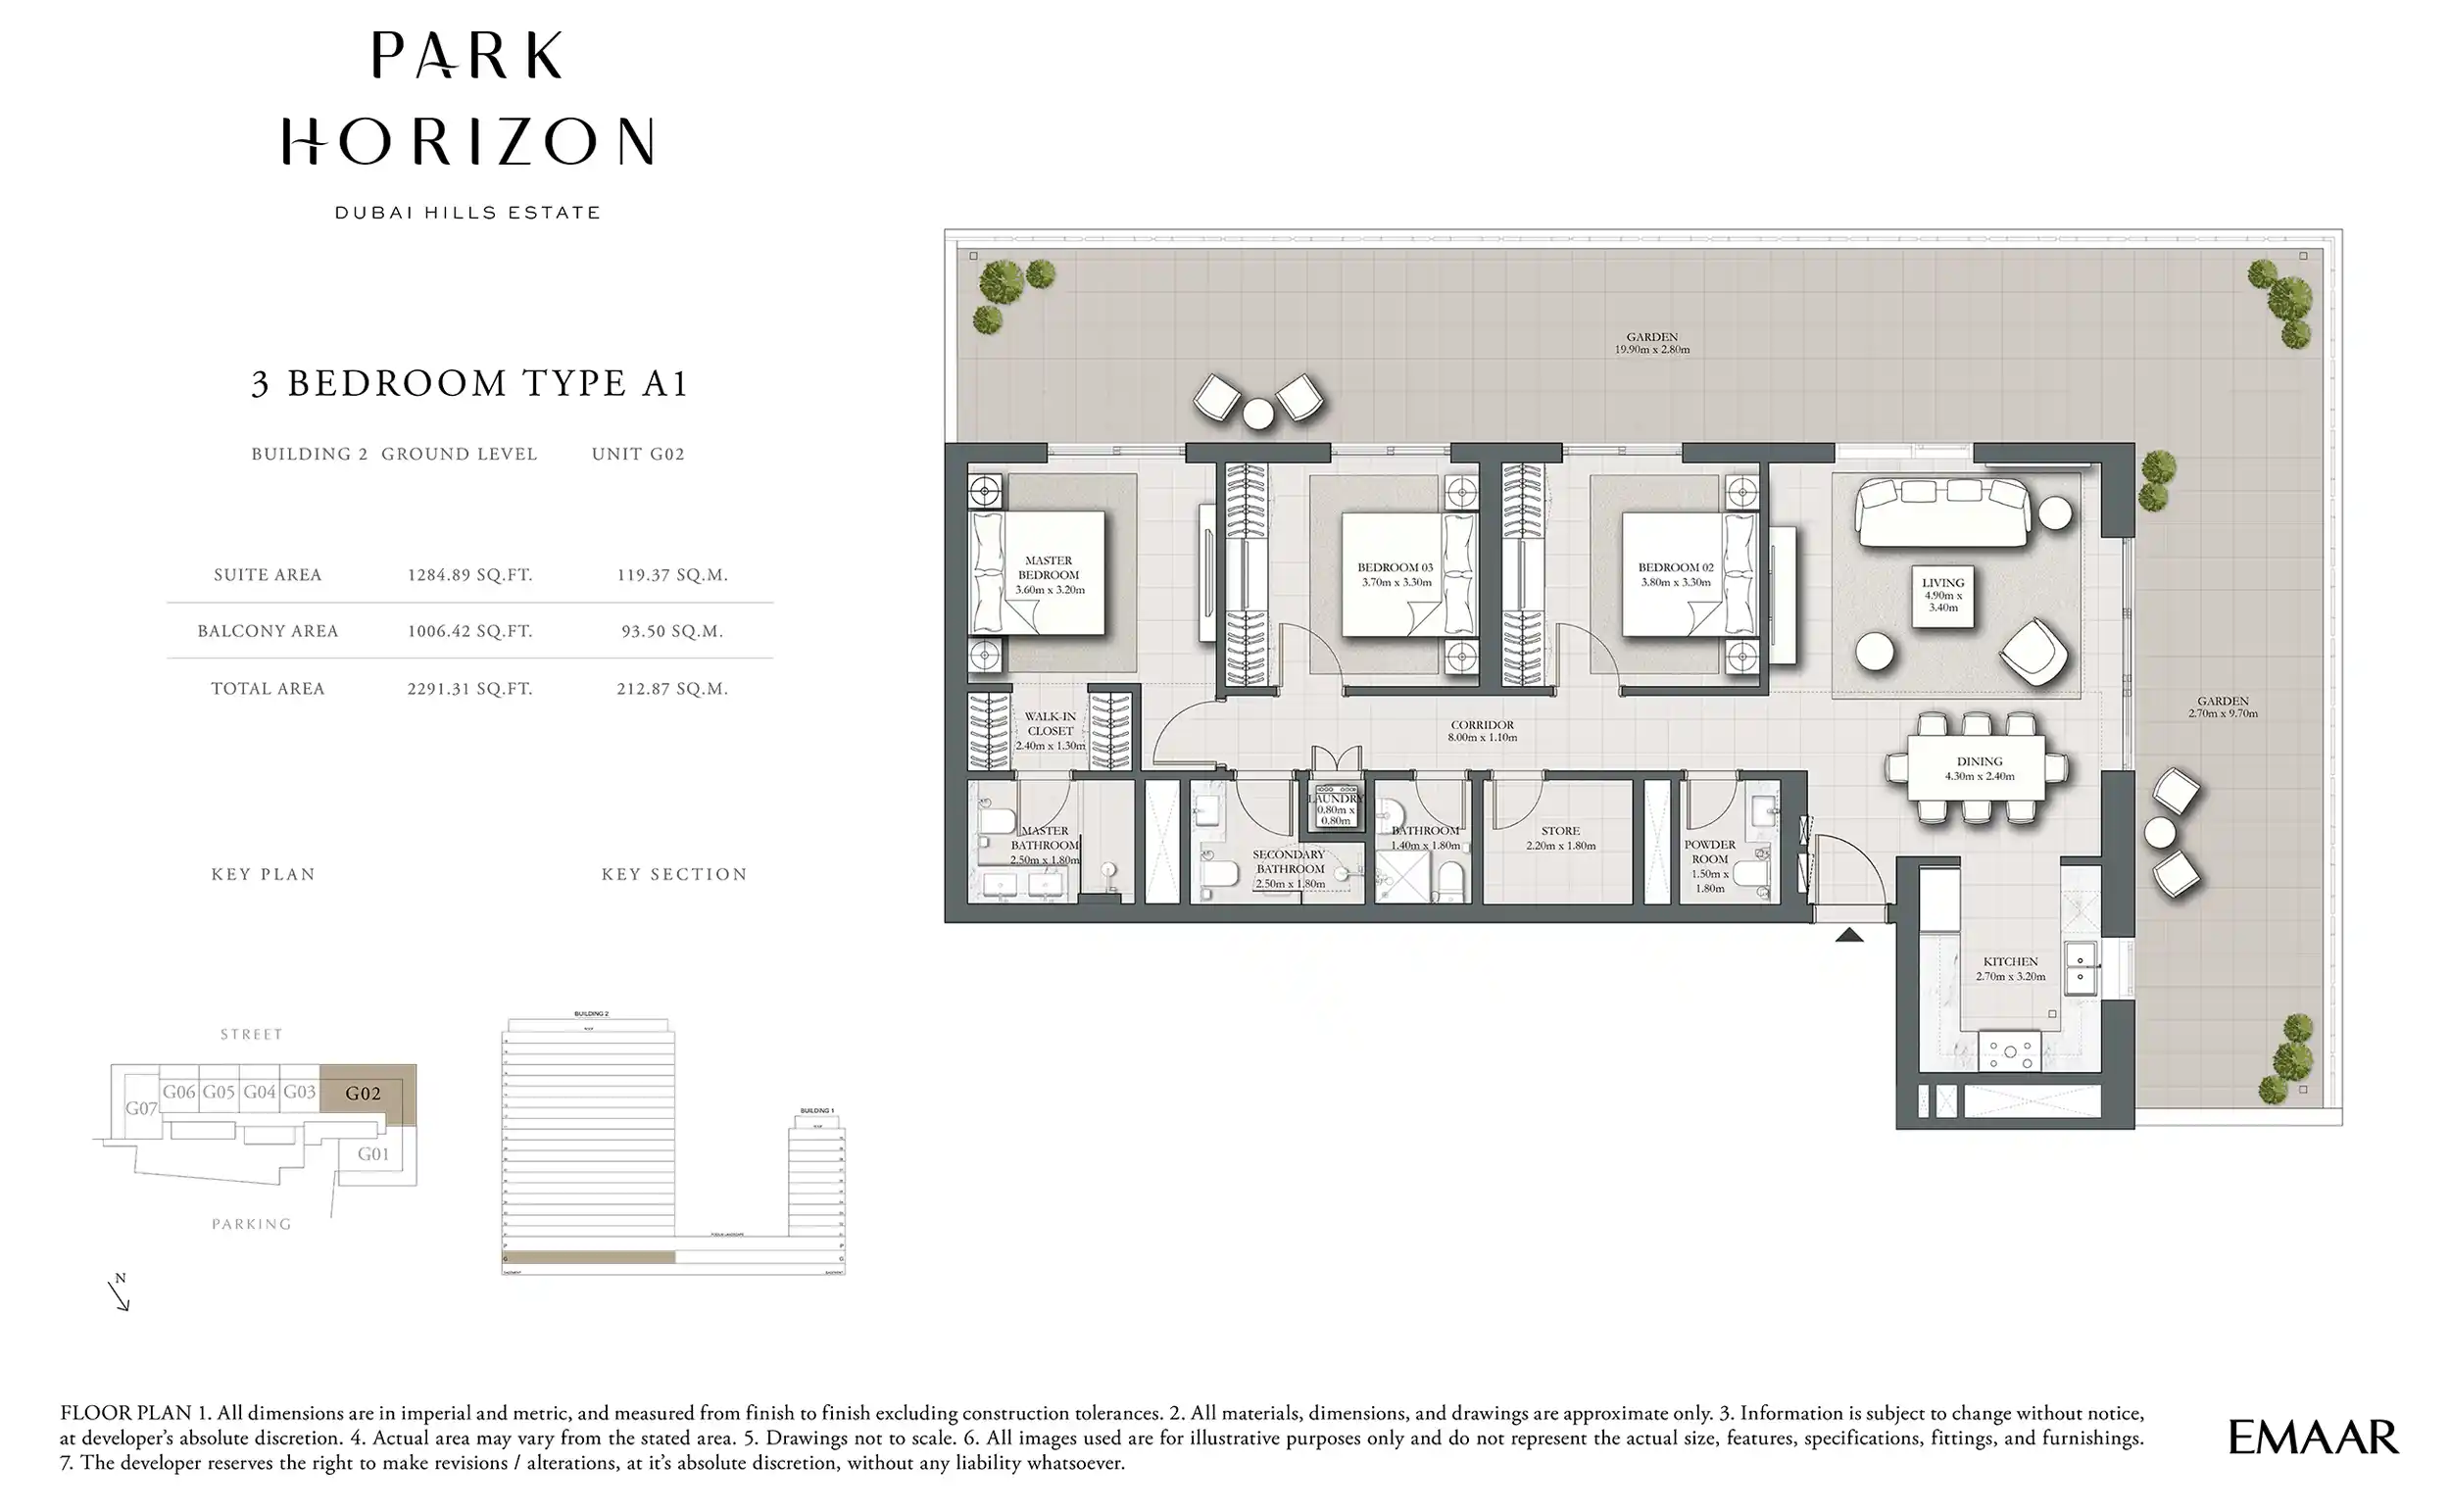 PARK
HORIZON
DUBAI HILLS ESTATE
3 BEDROOM TYPE A1
BUILDING 2 GROUND LEVEL UNIT G02
SUITE AREA 1284.89 SQ.FT. 119.37 SQ.M.
BALCONY AREA 1006.42 SQ.FT. 93.50 SQ.M.
TOTAL AREA 2291.31 SQ.FT. 212.87 SQ.M.
KEY PLAN KEY SECTION
STREET
G07
G06
G05
G04
G03
G02
G01
PARKING
N
BUILDING 2
ROOF
BUILDING 1
ROOF
PODIUM LANDSCAPE
P
P
G
G
BASEMENT
BASEMENT
GARDEN
19.90m x 2.80m
MASTER
BEDROOM
3.60m x 3.20m
BEDROOM 03
3.70m x 3.30m
BEDROOM 02
3.80m x 3.30m
LIVING
4.90m x
3.40m
GARDEN
2.70m x 9.70m
WALK-IN
CLOSET
2.40m x 1.30m
CORRIDOR
8.00m x 1.10m
DINING
4.30m x 2.40m
MASTER
BATHROOM
2.50m x 1.80m
SECONDARY
BATHROOM
2.50m x 1.80m
LAUNDRY
0.80m x
0.80m
BATHROOM
1.40m x 1.80m
STORE
2.20m x 1.80m
POWDER
ROOM
1.50m x
1.80m
KITCHEN
2.70m x 3.20m
FLOOR PLAN 1. All dimensions are in imperial and metric, and measured from finish to finish excluding construction tolerances. 2. All materials, dimensions, and drawings are approximate only. 3. Information is subject to change without notice,
at developer's absolute discretion. 4. Actual area may vary from the stated area. 5. Drawings not to scale. 6. All images used are for illustrative purposes only and do not represent the actual size, features, specifications, fittings, and furnishings.
7. The developer reserves the right to make revisions / alterations, at it's absolute discretion, without any liability whatsoever.
EMAAR